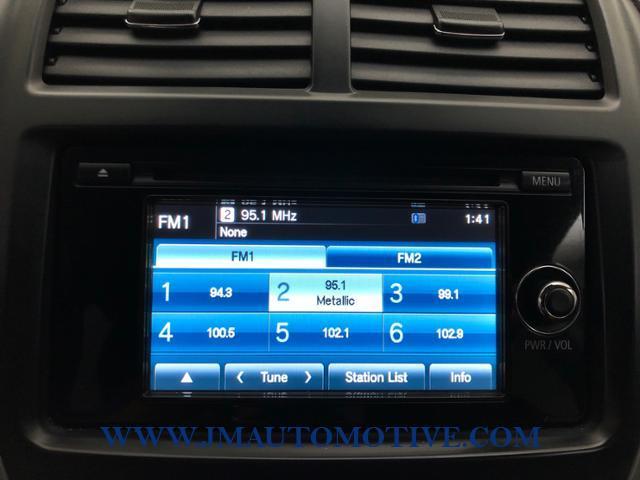 MENU
FM1 2 95.1 MHz 1:41
None
FM1 FM2
1 94.3 2 95.1 Metallic 3 99.1
4 100.5 5 102.1 6 102.9
▲ < Tune > Station List Info
PWR / VOL
WWW.JMAUTOMOTIVE.COM